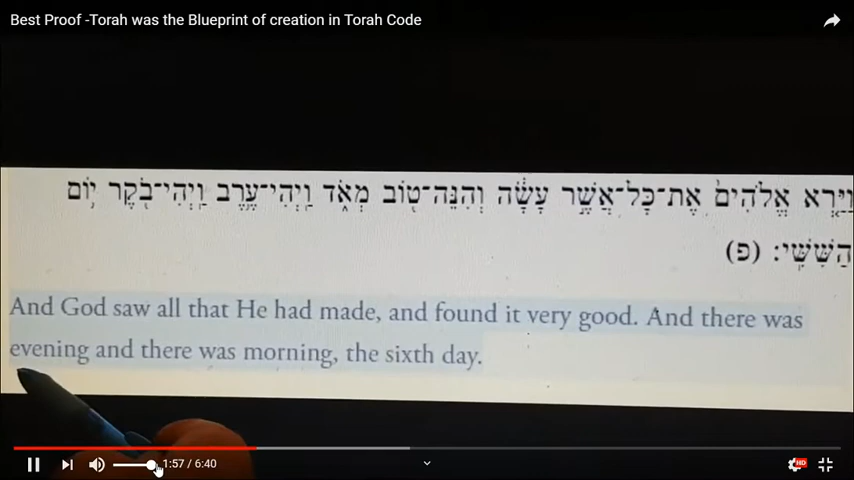 Best Proof -Torah was the Blueprint of creation in Torah Code
וַיַּ֤רְא אֱלֹהִים֙ אֶת־כָּל־אֲשֶׁ֣ר עָשָׂ֔ה וְהִנֵּה־ט֖וֹב מְאֹ֑ד וַֽיְהִי־עֶ֥רֶב וַֽיְהִי־בֹ֖קֶר י֥וֹם
הַשִּׁשִּֽׁי׃ (פ)
And God saw all that He had made, and found it very good. And there was
evening and there was morning, the sixth day.
1:57 / 6:40
HD